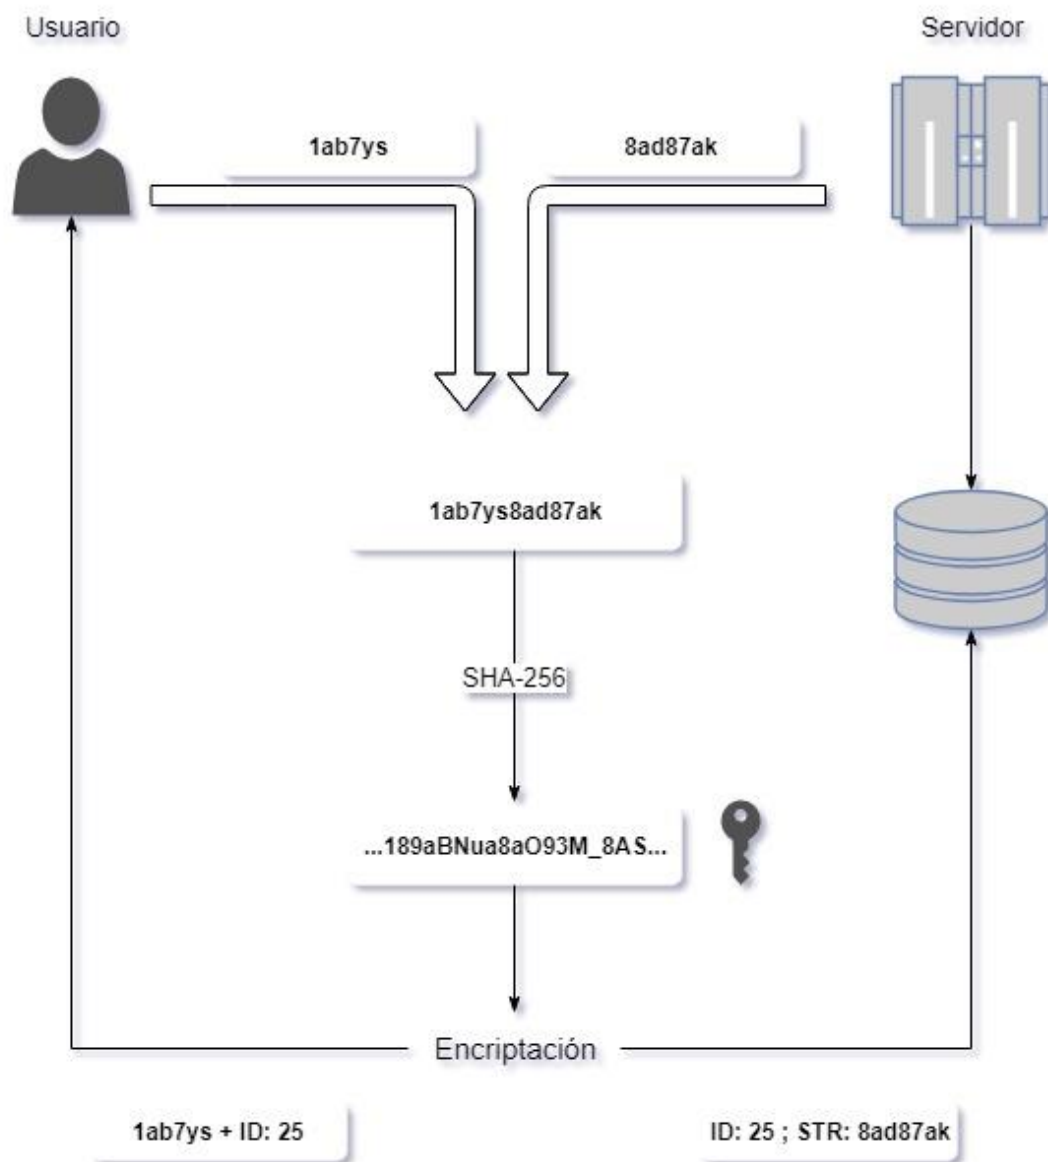 Usuario
Servidor
1ab7ys
8ad87ak
1ab7ys8ad87ak
SHA-256
...189aBNua8aO93M_8AS...
Encriptación
1ab7ys + ID: 25
ID: 25 ; STR: 8ad87ak